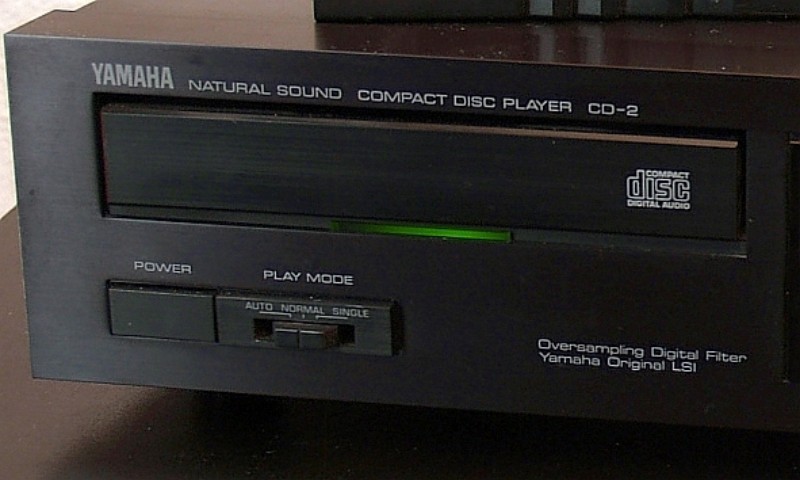 YAMAHA NATURAL SOUND COMPACT DISC PLAYER CD-2
COMPACT
disc
DIGITAL AUDIO
POWER
PLAY MODE
AUTO NORMAL SINGLE
Oversampling Digital Filter
Yamaha Original LSI